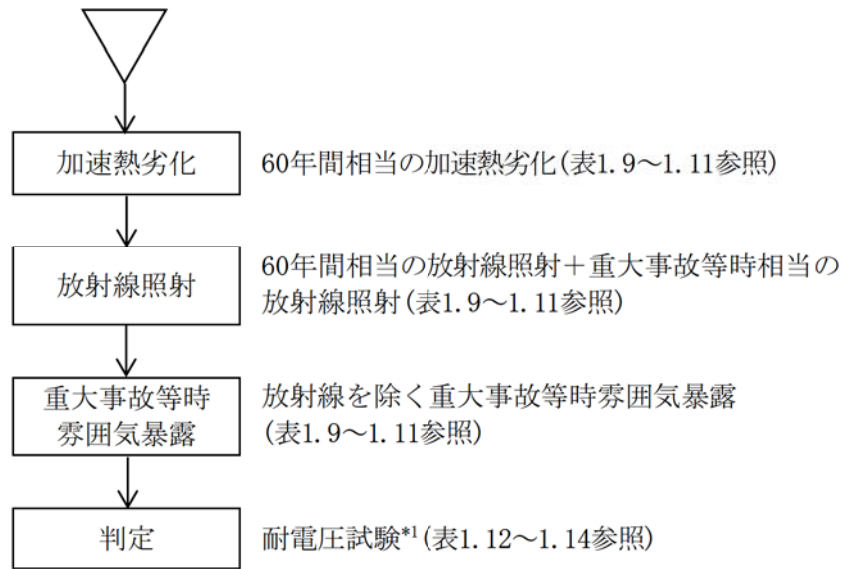 加速熱劣化
60年間相当の加速熱劣化(表1.9～1.11参照)
放射線照射
60年間相当の放射線照射＋重大事故等時相当の
放射線照射(表1.9～1.11参照)
重大事故等時
雰囲気暴露
放射線を除く重大事故等時雰囲気暴露
(表1.9～1.11参照)
判定
耐電圧試験*1(表1.12～1.14参照)